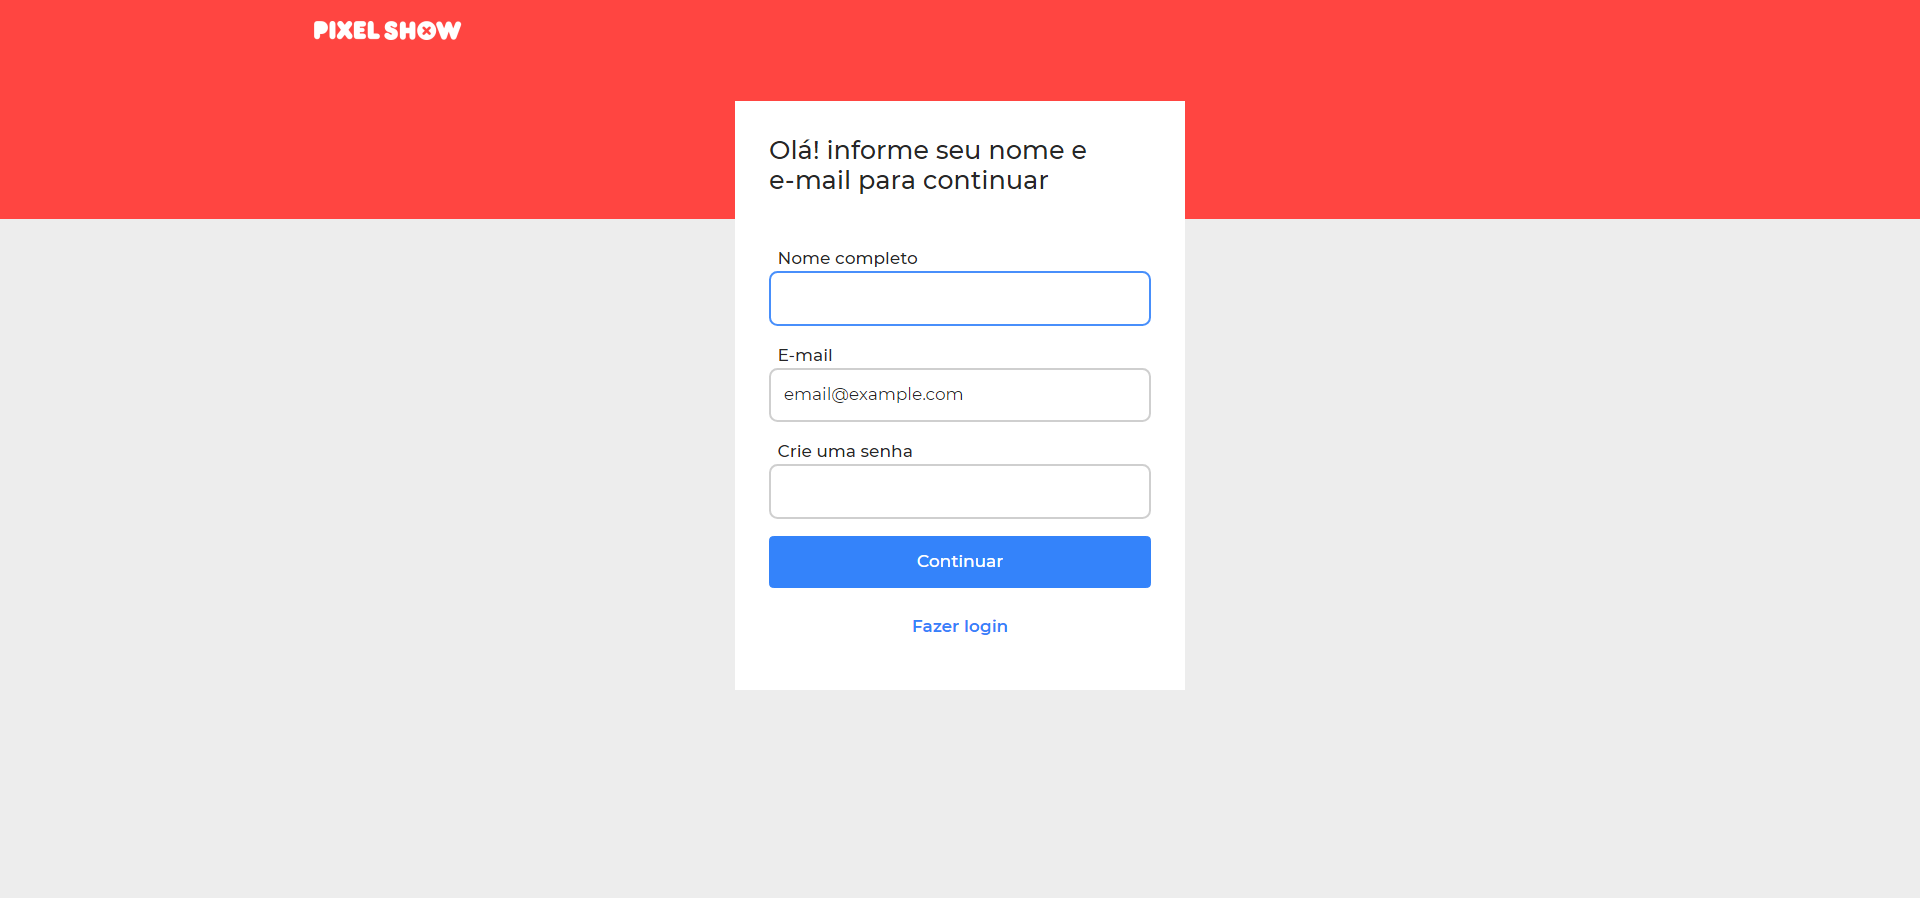 PIXEL SHOW
Olá! informe seu nome e
e-mail para continuar
Nome completo
E-mail
email@example.com
Crie uma senha
Continuar
Fazer login